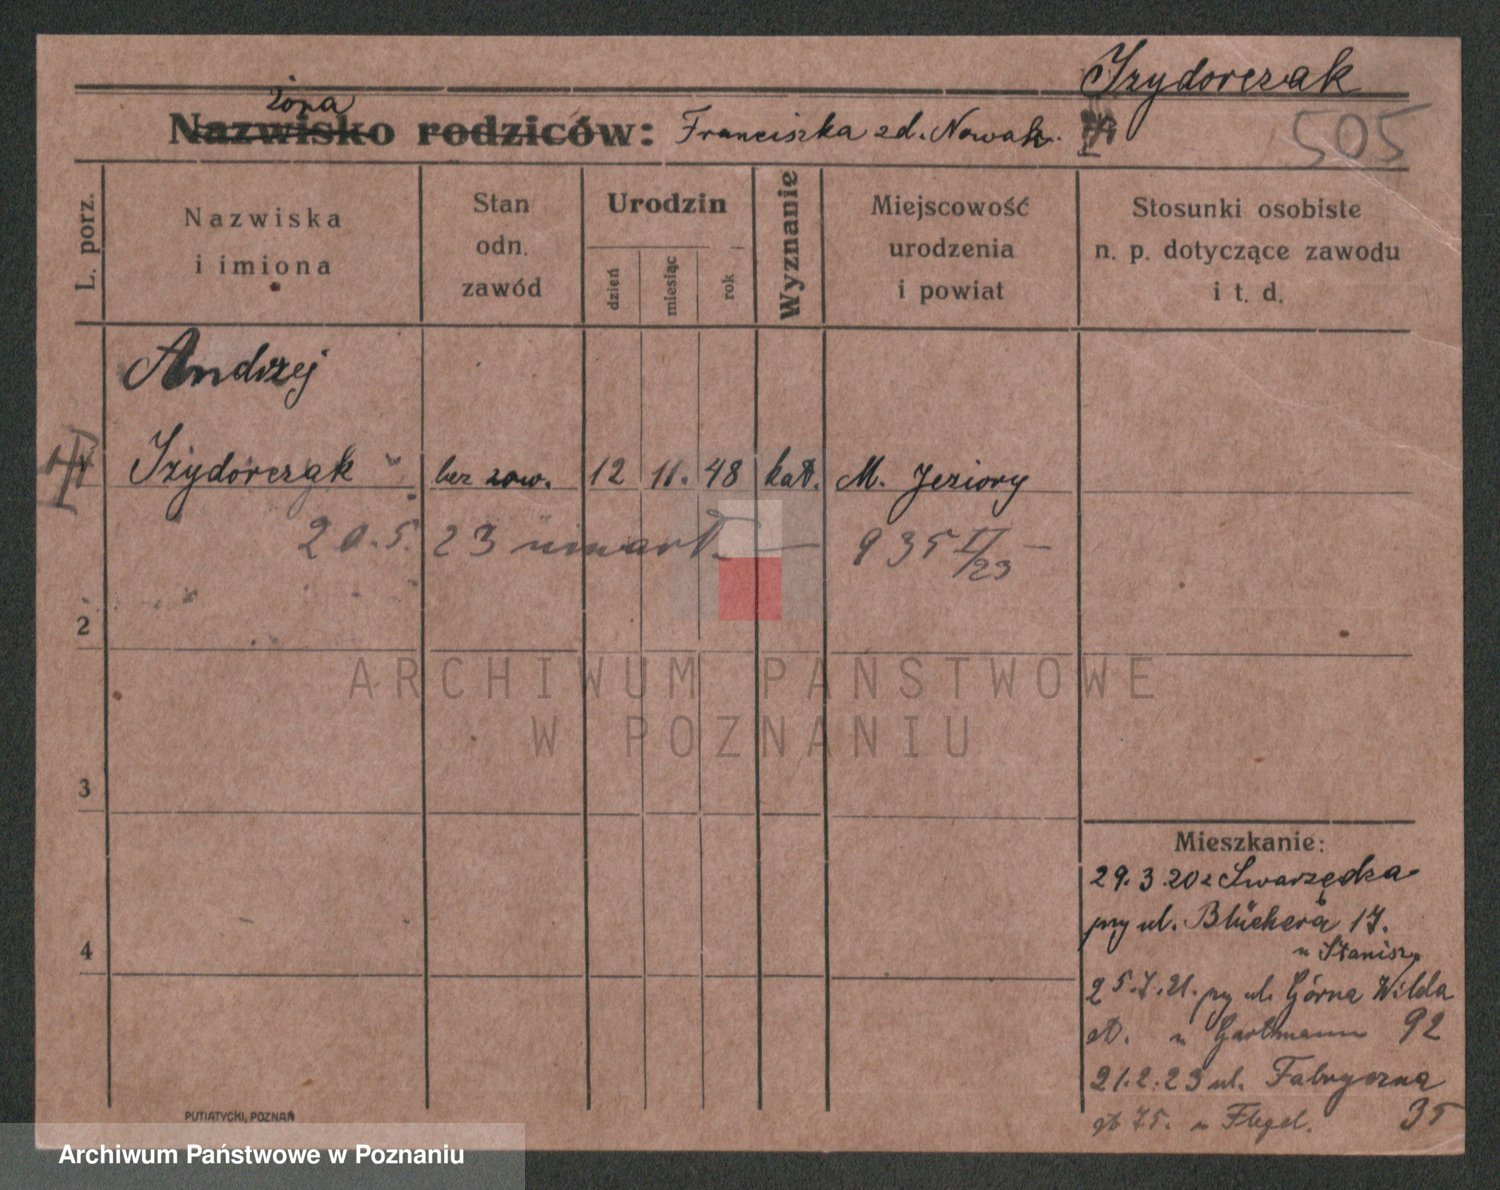 Izydorczak
żona
Nazwisko rodziców: Franciszka zd. Nowak.
505
L. porz.
Nazwiska
i imiona
Stan
odn.
zawód
Urodzin
dzień
miesiąc
rok
Wyznanie
Miejscowość
urodzenia
i powiat
Stosunki osobiste
n. p. dotyczące zawodu
i t. d.
Andrzej
Izydorczak bez zaw. 12 11. 48 kat. M. Jeziory
20.5. 23 umart. — 935 II/23 —
2
3
4
ARCHIWUM PAŃSTWOWE
W POZNANIU
Mieszkanie:
29.3.20 z Swarzędza
przy ul. Blüchera 17.
u Stanisz.
25.7.21. przy ul. Górna Wilda
u Gartmann 92
21.2.23 ul. Fabryczna
35
75. u Flegel.
PUTIATYCKI, POZNAŃ
Archiwum Państwowe w Poznaniu